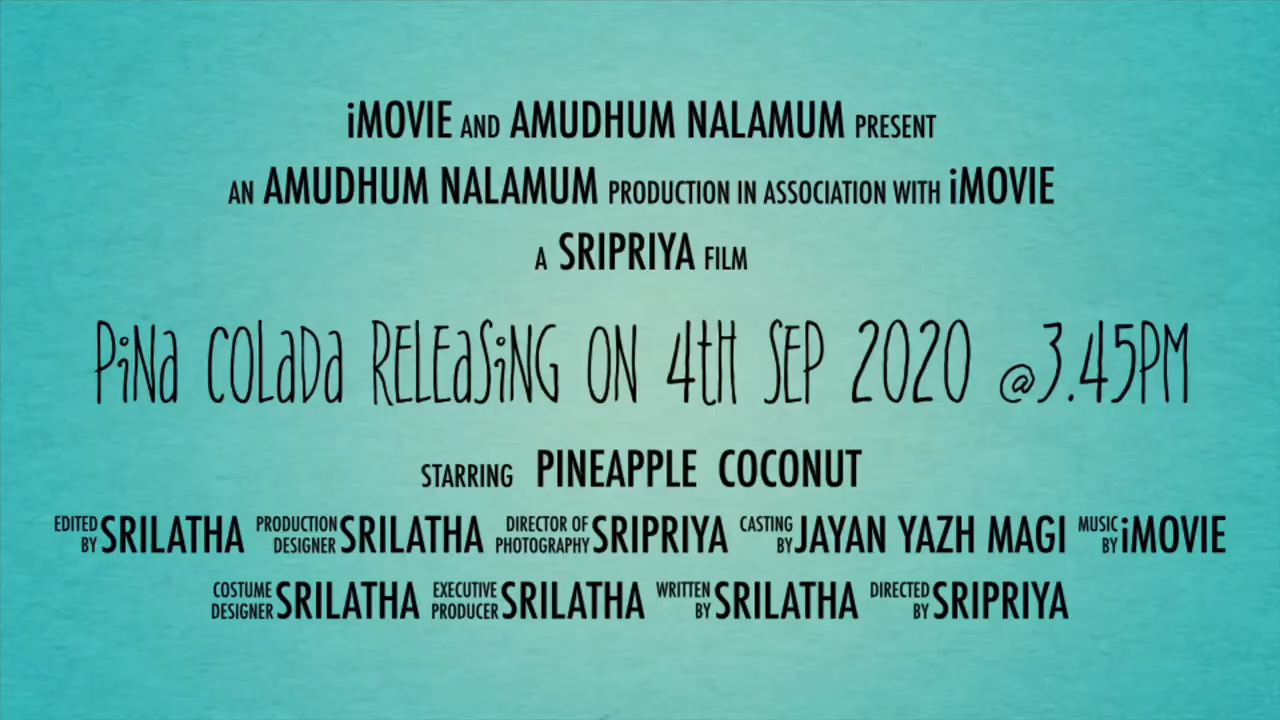 iMOVIE AND AMUDHUM NALAMUM PRESENT
AN AMUDHUM NALAMUM PRODUCTION IN ASSOCIATION WITH iMOVIE
A SRIPRIYA FILM
PiNa COLaDa RELEaSiNG ON 4tH SEP 2020 @3.45PM
STARRING PINEAPPLE COCONUT
EDITED BY SRILATHA PRODUCTION DESIGNER SRILATHA DIRECTOR OF PHOTOGRAPHY SRIPRIYA CASTING BY JAYAN YAZH MAGI MUSIC BY iMOVIE
COSTUME DESIGNER SRILATHA EXECUTIVE PRODUCER SRILATHA WRITTEN BY SRILATHA DIRECTED BY SRIPRIYA